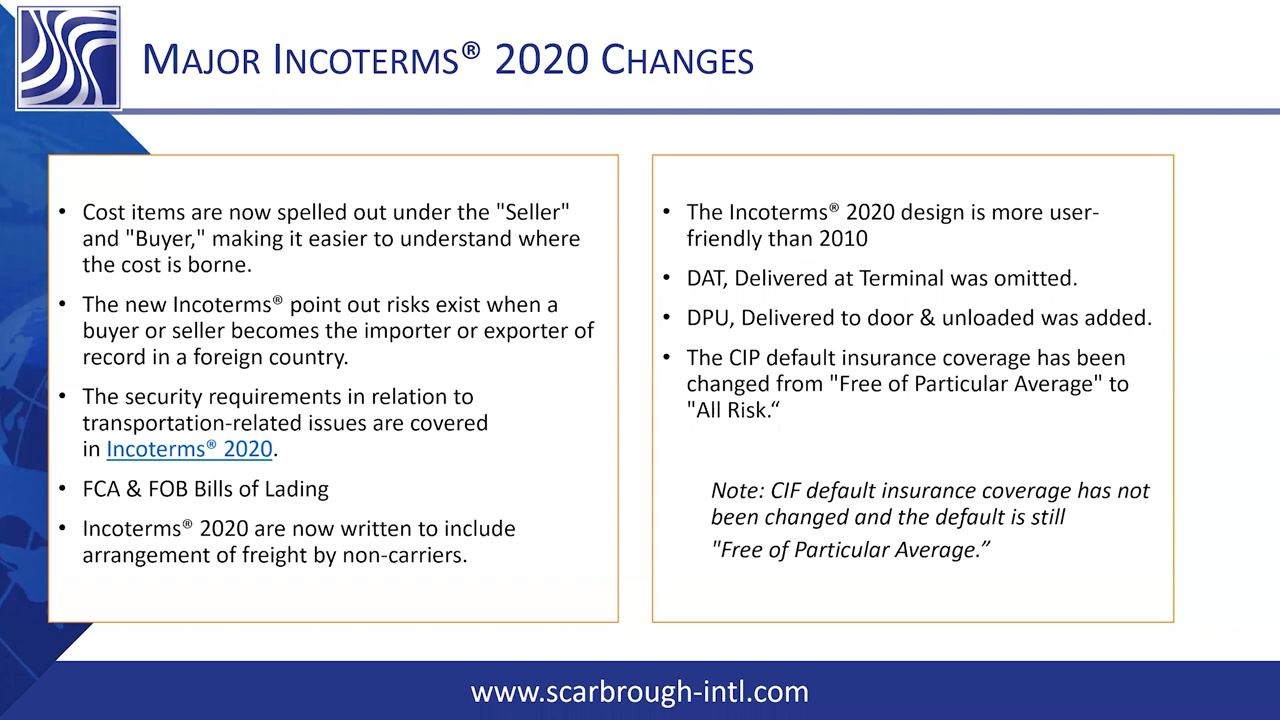 MAJOR INCOTERMS® 2020 CHANGES
• Cost items are now spelled out under the "Seller"
and "Buyer," making it easier to understand where
the cost is borne.
• The new Incoterms® point out risks exist when a
buyer or seller becomes the importer or exporter of
record in a foreign country.
• The security requirements in relation to
transportation-related issues are covered
in Incoterms® 2020.
• FCA & FOB Bills of Lading
• Incoterms® 2020 are now written to include
arrangement of freight by non-carriers.
• The Incoterms® 2020 design is more user-
friendly than 2010
• DAT, Delivered at Terminal was omitted.
• DPU, Delivered to door & unloaded was added.
• The CIP default insurance coverage has been
changed from "Free of Particular Average" to
"All Risk.“
Note: CIF default insurance coverage has not
been changed and the default is still
"Free of Particular Average.”
www.scarbrough-intl.com